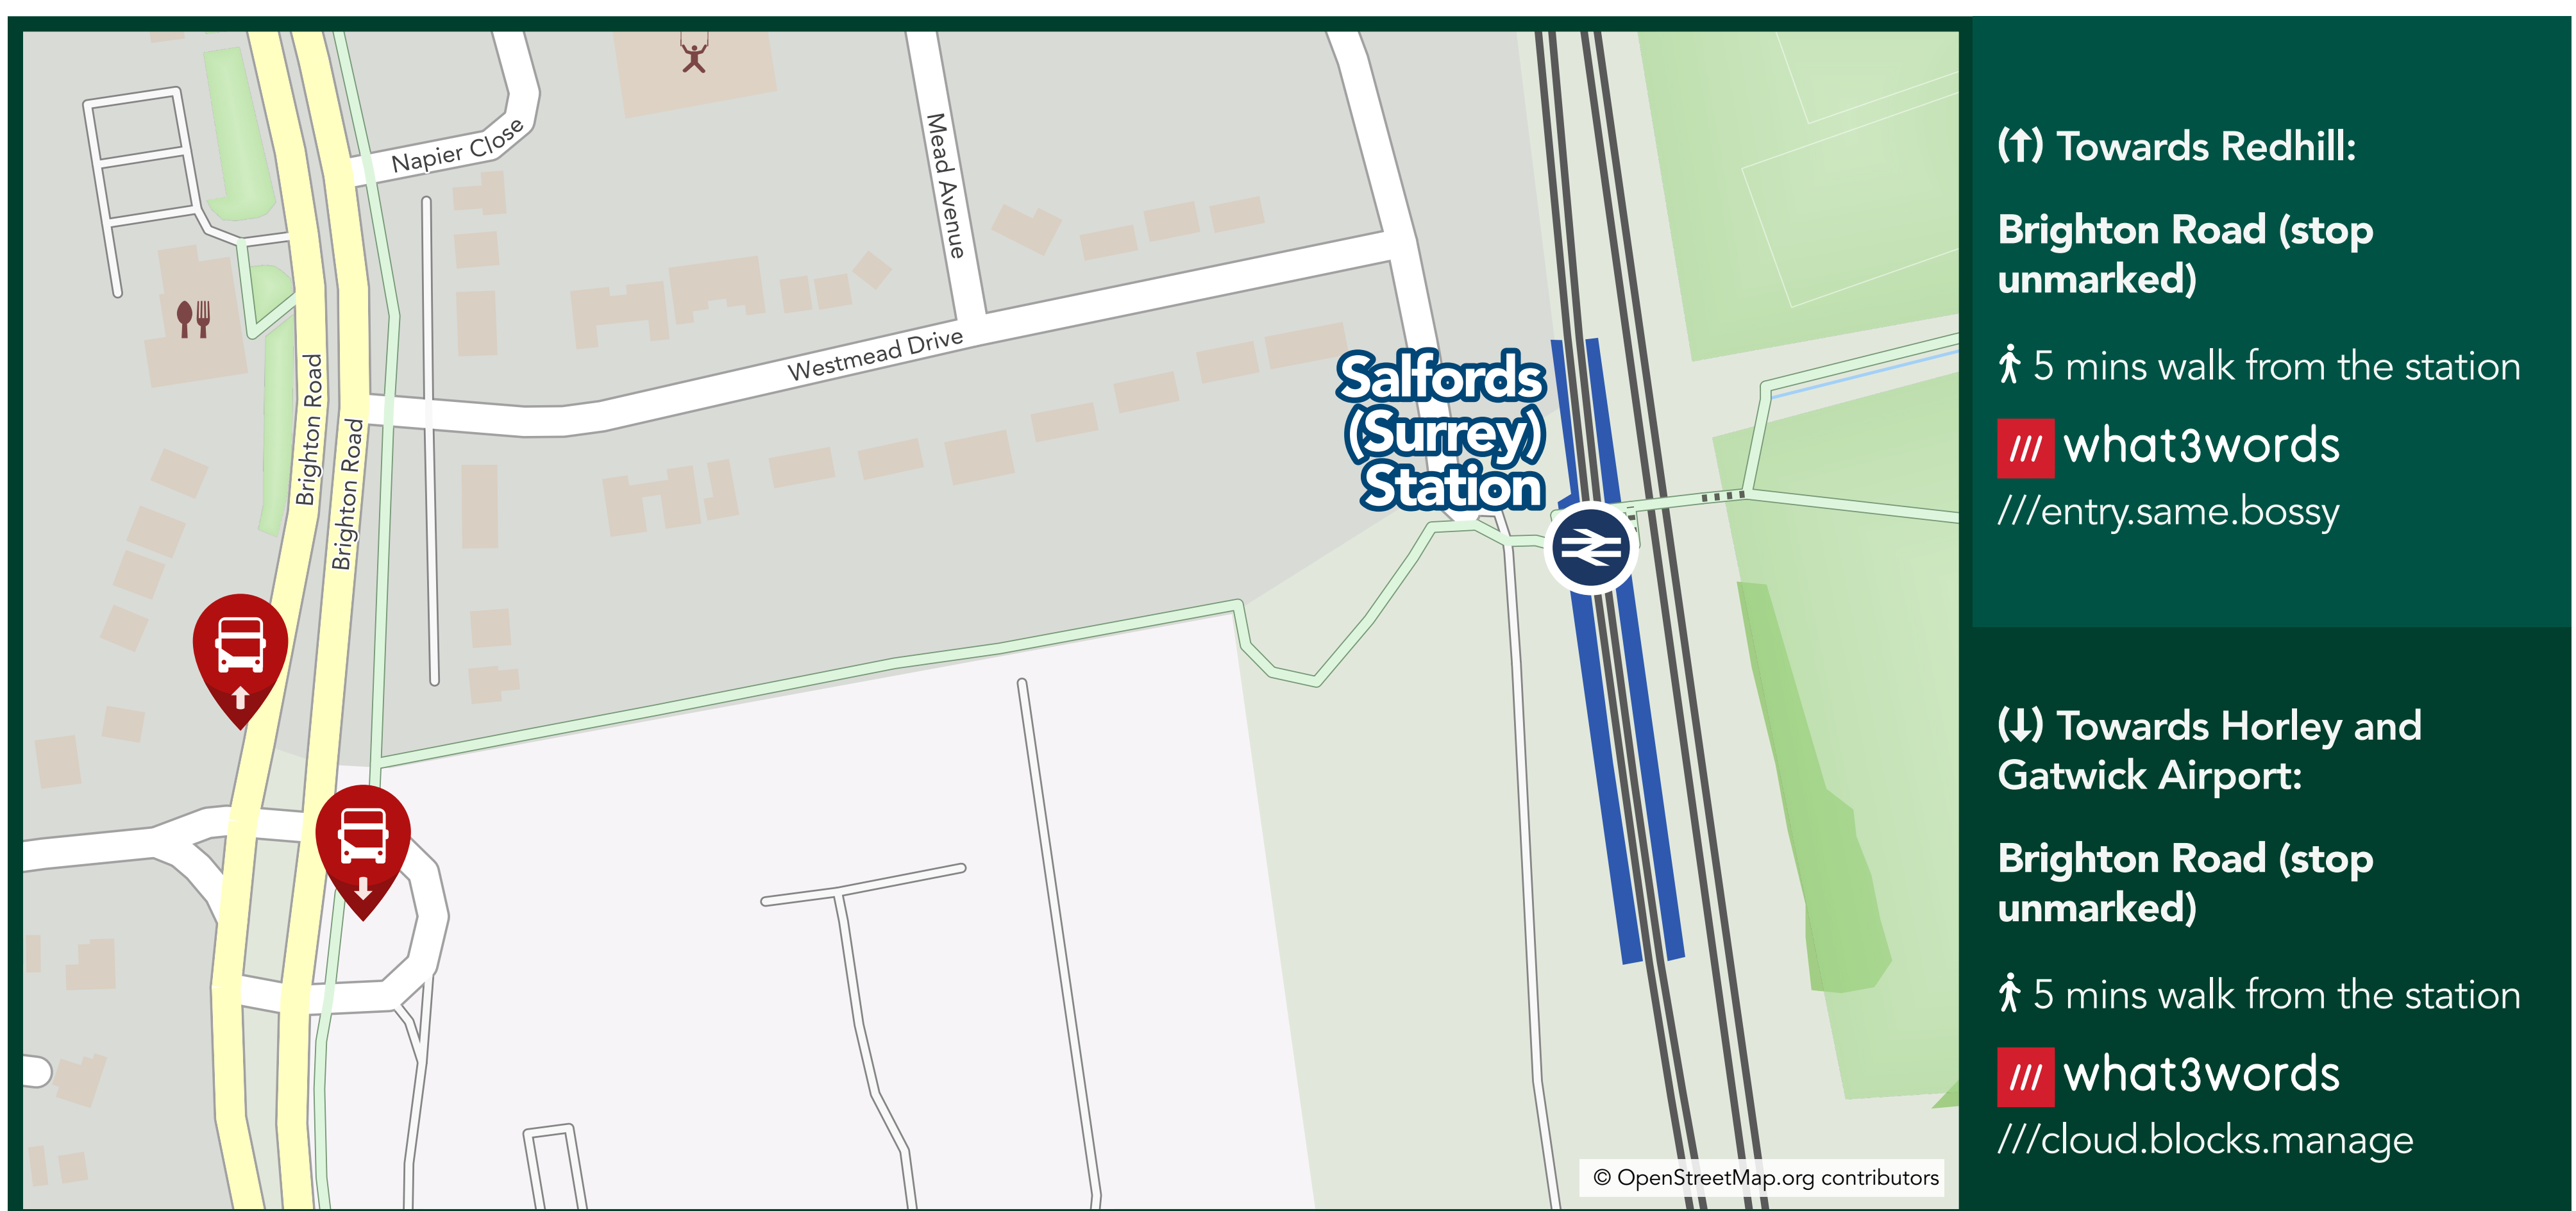 Napier Close
Mead Avenue
Westmead Drive
Brighton Road
Brighton Road
Salfords
(Surrey)
Station
© OpenStreetMap.org contributors
(↑) Towards Redhill:
Brighton Road (stop
unmarked)
5 mins walk from the station
/// what3words
///entry.same.bossy
(↓) Towards Horley and
Gatwick Airport:
Brighton Road (stop
unmarked)
5 mins walk from the station
/// what3words
///cloud.blocks.manage